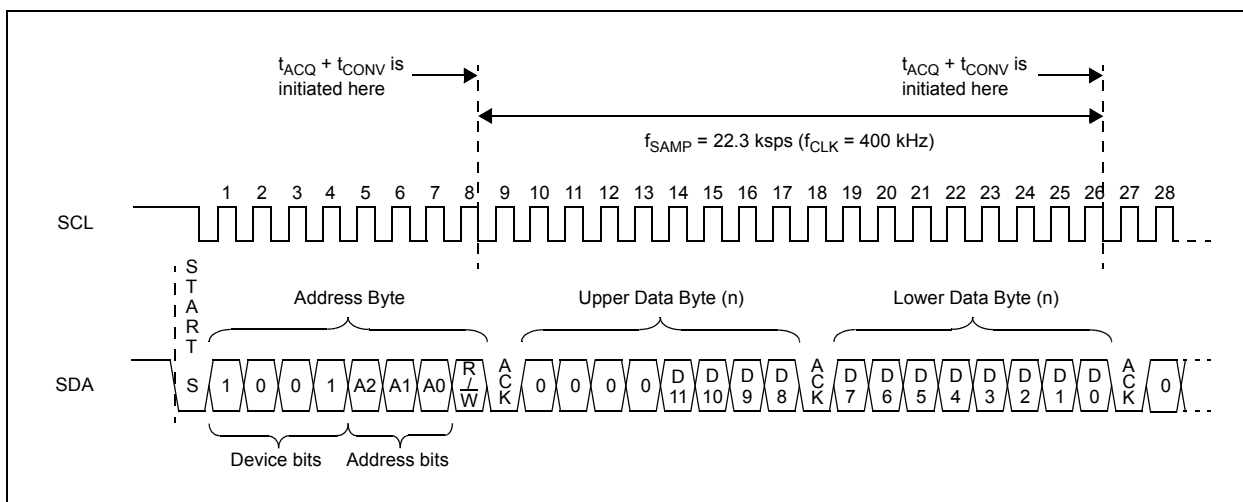 tACQ + tCONV is
initiated here
tACQ + tCONV is
initiated here
fSAMP = 22.3 ksps (fCLK = 400 kHz)
1 2 3 4 5 6 7 8 9 10 11 12 13 14 15 16 17 18 19 20 21 22 23 24 25 26 27 28
SCL
START
Address Byte
Upper Data Byte (n)
Lower Data Byte (n)
SDA
S 1 0 0 1 A2 A1 A0 R/W ACK 0 0 0 0 D11 D10 D9 D8 ACK D7 D6 D5 D4 D3 D2 D1 D0 ACK 0
Device bits
Address bits